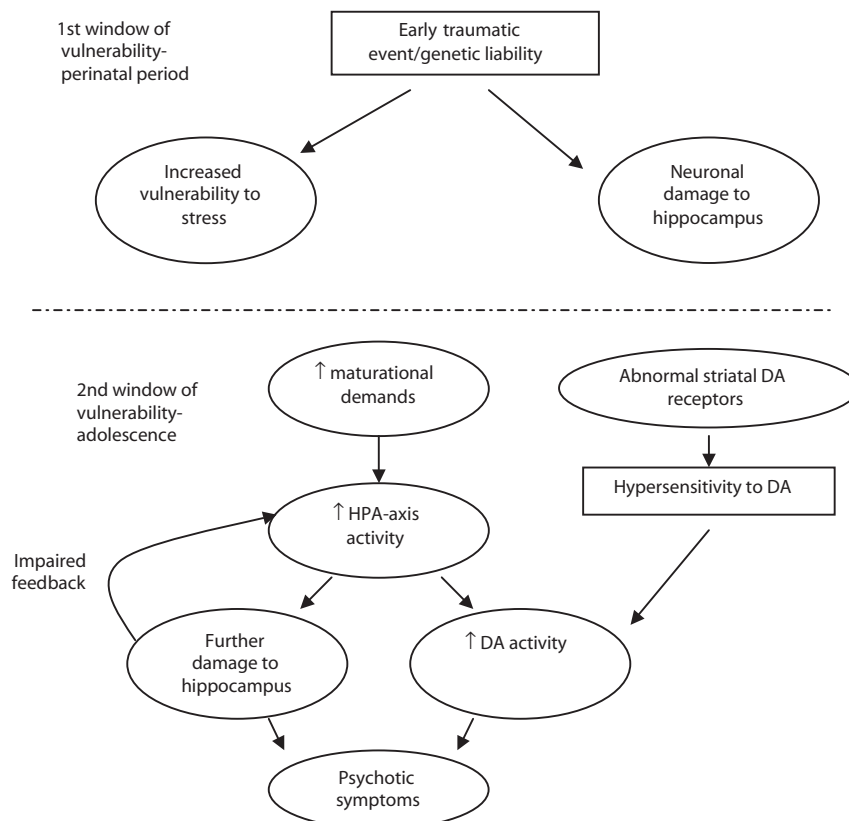 1st window of
vulnerability-
perinatal period
Early traumatic
event/genetic liability
Increased
vulnerability to
stress
Neuronal
damage to
hippocampus
2nd window of
vulnerability-
adolescence
↑ maturational
demands
Abnormal striatal DA
receptors
Hypersensitivity to DA
↑ HPA-axis
activity
Impaired
feedback
Further
damage to
hippocampus
↑ DA activity
Psychotic
symptoms